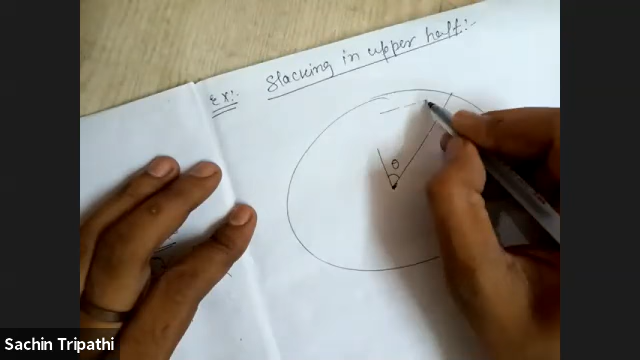 Ex:- Slacking in upper half:-
θ
Sachin Tripathi